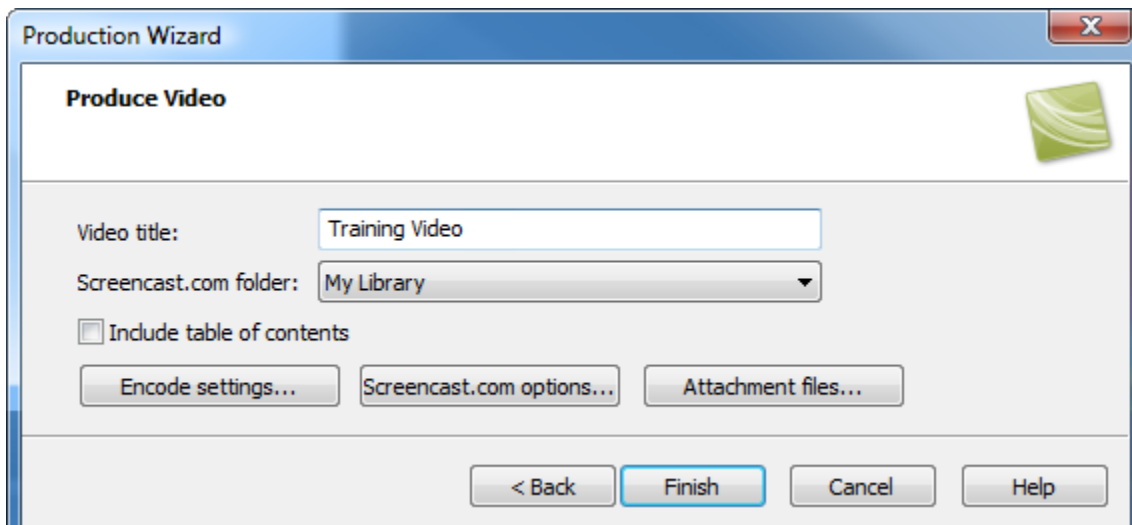 Production Wizard
Produce Video
Video title: Training Video
Screencast.com folder: My Library
Include table of contents
Encode settings... Screencast.com options... Attachment files...
< Back Finish Cancel Help